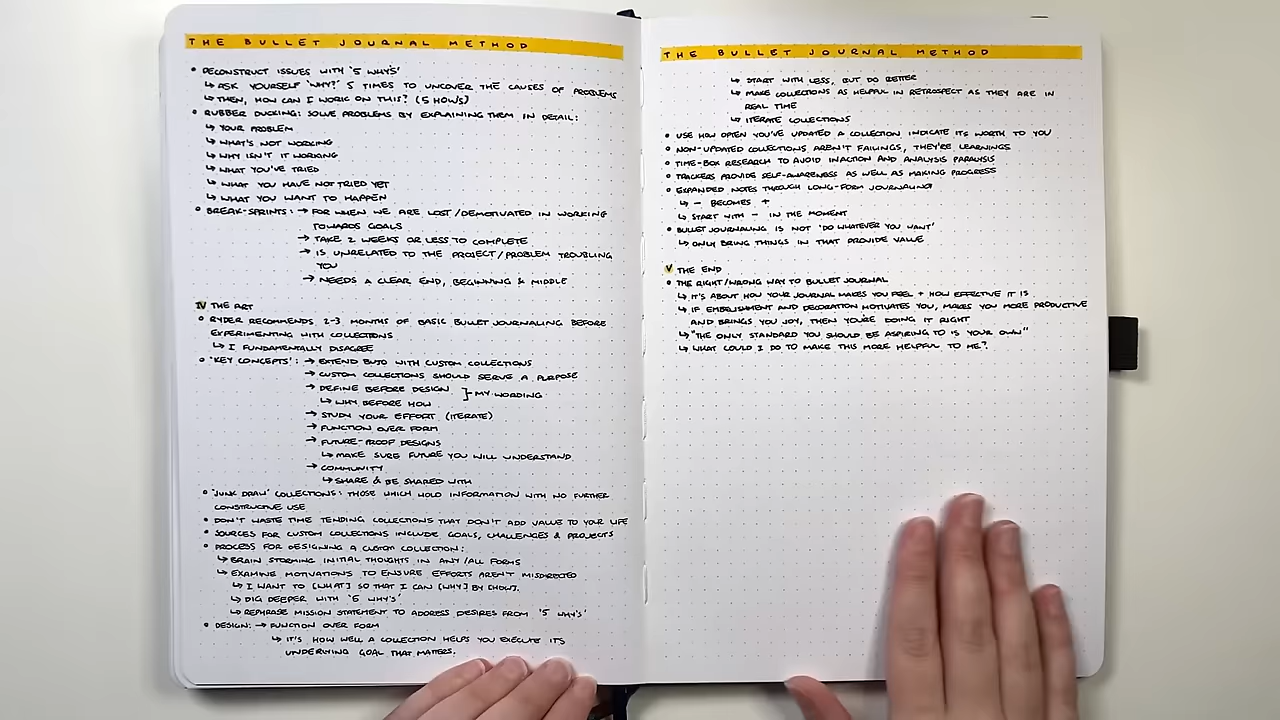 THE BULLET JOURNAL METHOD
• DECONSTRUCT ISSUES WITH '5 WHY'S'
↳ ASK YOURSELF 'WHY?' 5 TIMES TO UNCOVER THE CAUSES OF PROBLEMS
↳ THEN, HOW CAN I WORK ON THIS? (5 HOWS)
• RUBBER DUCKING: SOLVE PROBLEMS BY EXPLAINING THEM IN DETAIL:
↳ YOUR PROBLEM
↳ WHAT'S NOT WORKING
↳ WHY ISN'T IT WORKING
↳ WHAT YOU'VE TRIED
↳ WHAT YOU HAVE NOT TRIED YET
↳ WHAT YOU WANT TO HAPPEN
• BREAK-SPRINTS: → FOR WHEN WE ARE LOST/DEMOTIVATED IN WORKING
TOWARDS GOALS
→ TAKE 2 WEEKS OR LESS TO COMPLETE
→ IS UNRELATED TO THE PROJECT/PROBLEM TROUBLING
YOU
→ NEEDS A CLEAR END, BEGINNING & MIDDLE
IV THE ART
• RYDER RECOMMENDS 2-3 MONTHS OF BASIC BULLET JOURNALING BEFORE
EXPERIMENTING WITH COLLECTIONS
↳ I FUNDAMENTALLY DISAGREE
• 'KEY CONCEPTS': → EXTEND BUJO WITH CUSTOM COLLECTIONS
→ CUSTOM COLLECTIONS SHOULD SERVE A PURPOSE
→ DEFINE BEFORE DESIGN
↳ WHY BEFORE HOW } MY WORDING
→ STUDY YOUR EFFORT (ITERATE)
→ FUNCTION OVER FORM
→ FUTURE-PROOF DESIGNS
↳ MAKE SURE FUTURE YOU WILL UNDERSTAND
→ COMMUNITY
↳ SHARE & BE SHARED WITH
• 'JUNK DRAW' COLLECTIONS: THOSE WHICH HOLD INFORMATION WITH NO FURTHER
CONSTRUCTIVE USE
• DON'T WASTE TIME TENDING COLLECTIONS THAT DON'T ADD VALUE TO YOUR LIFE
• SOURCES FOR CUSTOM COLLECTIONS INCLUDE GOALS, CHALLENGES & PROJECTS
• PROCESS FOR DESIGNING A CUSTOM COLLECTION:
↳ BRAIN STORMING INITIAL THOUGHTS IN ANY/ALL FORMS
↳ EXAMINE MOTIVATIONS TO ENSURE EFFORTS AREN'T MISDIRECTED
↳ I WANT TO [WHAT] SO THAT I CAN [WHY] BY [HOW].
↳ DIG DEEPER WITH '5 WHY'S'
↳ REPHRASE MISSION STATEMENT TO ADDRESS DESIRES FROM '5 WHY'S'
• DESIGN: → FUNCTION OVER FORM
↳ IT'S HOW WELL A COLLECTION HELPS YOU EXECUTE ITS
UNDERLYING GOAL THAT MATTERS.
THE BULLET JOURNAL METHOD
↳ START WITH LESS, BUT DO BETTER
↳ MAKE COLLECTIONS AS HELPFUL IN RETROSPECT AS THEY ARE IN
REAL TIME
↳ ITERATE COLLECTIONS
• USE HOW OFTEN YOU'VE UPDATED A COLLECTION INDICATE ITS WORTH TO YOU
• NON-UPDATED COLLECTIONS AREN'T FAILINGS, THEY'RE LEARNINGS
• TIME-BOX RESEARCH TO AVOID INACTION AND ANALYSIS PARALYSIS
• TRACKERS PROVIDE SELF-AWARENESS AS WELL AS MAKING PROGRESS
• EXPANDED NOTES THROUGH LONG-FORM JOURNALING
↳ - BECOMES +
↳ START WITH - IN THE MOMENT
• BULLET JOURNALING IS NOT 'DO WHATEVER YOU WANT'
↳ ONLY BRING THINGS IN THAT PROVIDE VALUE
V THE END
• THE RIGHT/WRONG WAY TO BULLET JOURNAL
↳ IT'S ABOUT HOW YOUR JOURNAL MAKES YOU FEEL + HOW EFFECTIVE IT IS
↳ IF EMBELISHMENT AND DECORATION MOTIVATES YOU, MAKES YOU MORE PRODUCTIVE
AND BRINGS YOU JOY, THEN YOU'RE DOING IT RIGHT
↳ "THE ONLY STANDARD YOU SHOULD BE ASPIRING TO IS YOUR OWN"
↳ WHAT COULD I DO TO MAKE THIS MORE HELPFUL TO ME?